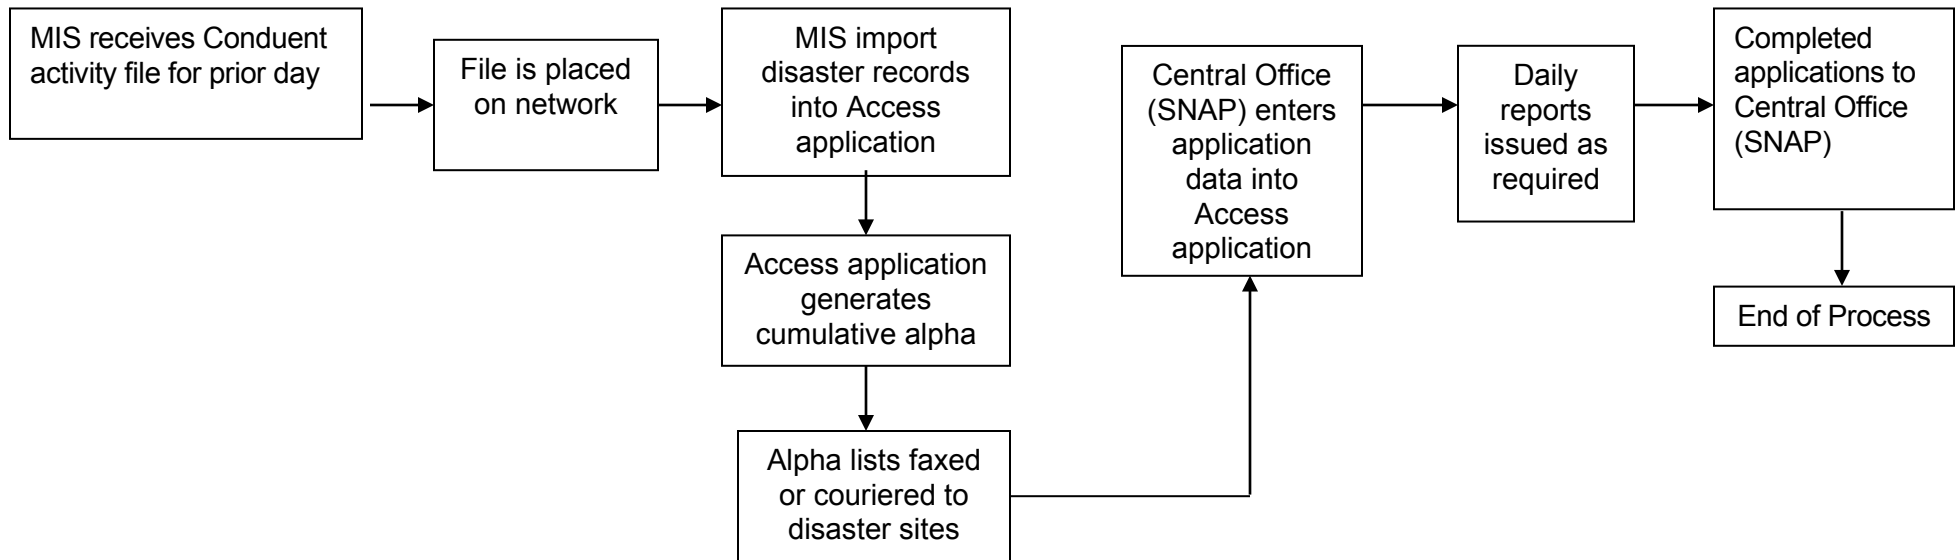 MIS receives Conduent
activity file for prior day
File is placed
on network
MIS import
disaster records
into Access
application
Access application
generates
cumulative alpha
Alpha lists faxed
or couriered to
disaster sites
Central Office
(SNAP) enters
application
data into
Access
application
Daily
reports
issued as
required
Completed
applications to
Central Office
(SNAP)
End of Process